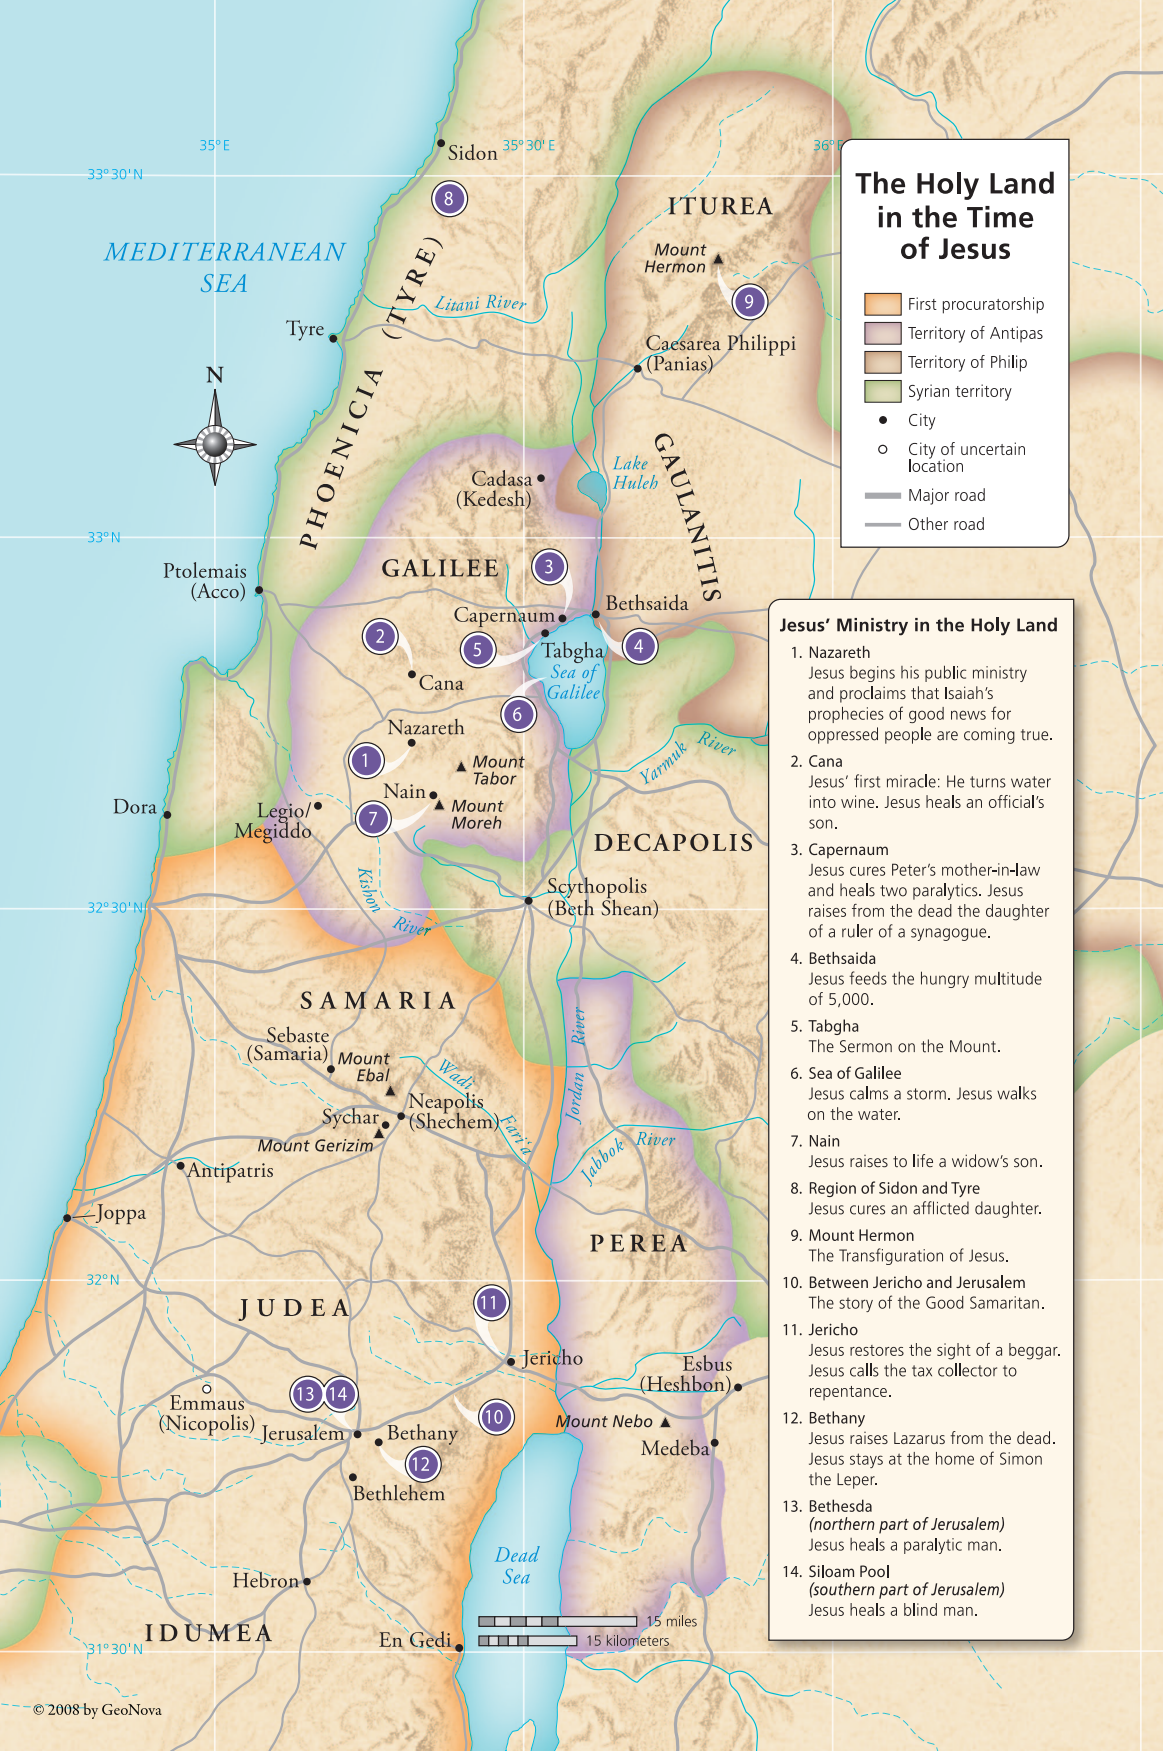 35°E
35°30'E
36°E
33°30'N
Sidon
8
The Holy Land
in the Time
of Jesus
ITUREA
Mount
Hermon
9
MEDITERRANEAN
SEA
PHOENICIA (TYRE)
Litani River
First procuratorship
Territory of Antipas
Territory of Philip
Syrian territory
City
City of uncertain
location
Major road
Other road
Tyre
Caesarea Philippi
(Panias)
N
GAULANITIS
Lake
Huleh
Cadasa
(Kedesh)
33°N
GALILEE
3
Ptolemais
(Acco)
Capernaum
Bethsaida
2
5
4
Tabgha
Sea of
Galilee
Cana
6
Nazareth
1
Mount
Tabor
Yarmuk River
Nain
Mount
Moreh
7
Dora
Legio/
Megiddo
DECAPOLIS
Kishon River
Scythopolis
(Beth Shean)
32°30'N
SAMARIA
Sebaste
(Samaria)
Mount
Ebal
Wadi Fari'a
Jordan River
Neapolis
(Shechem)
Sychar
Mount Gerizim
Jabbok River
Antipatris
Joppa
PEREA
32°N
JUDEA
11
Jericho
Esbus
(Heshbon)
Emmaus
(Nicopolis)
13
14
10
Jerusalem
Bethany
Mount Nebo
Medeba
12
Bethlehem
Dead
Sea
Hebron
IDUMEA
En Gedi
15 miles
15 kilometers
31°30'N
© 2008 by GeoNova
Jesus' Ministry in the Holy Land
1. Nazareth
Jesus begins his public ministry
and proclaims that Isaiah's
prophecies of good news for
oppressed people are coming true.
2. Cana
Jesus' first miracle: He turns water
into wine. Jesus heals an official's
son.
3. Capernaum
Jesus cures Peter's mother-in-law
and heals two paralytics. Jesus
raises from the dead the daughter
of a ruler of a synagogue.
4. Bethsaida
Jesus feeds the hungry multitude
of 5,000.
5. Tabgha
The Sermon on the Mount.
6. Sea of Galilee
Jesus calms a storm. Jesus walks
on the water.
7. Nain
Jesus raises to life a widow's son.
8. Region of Sidon and Tyre
Jesus cures an afflicted daughter.
9. Mount Hermon
The Transfiguration of Jesus.
10. Between Jericho and Jerusalem
The story of the Good Samaritan.
11. Jericho
Jesus restores the sight of a beggar.
Jesus calls the tax collector to
repentance.
12. Bethany
Jesus raises Lazarus from the dead.
Jesus stays at the home of Simon
the Leper.
13. Bethesda
(northern part of Jerusalem)
Jesus heals a paralytic man.
14. Siloam Pool
(southern part of Jerusalem)
Jesus heals a blind man.